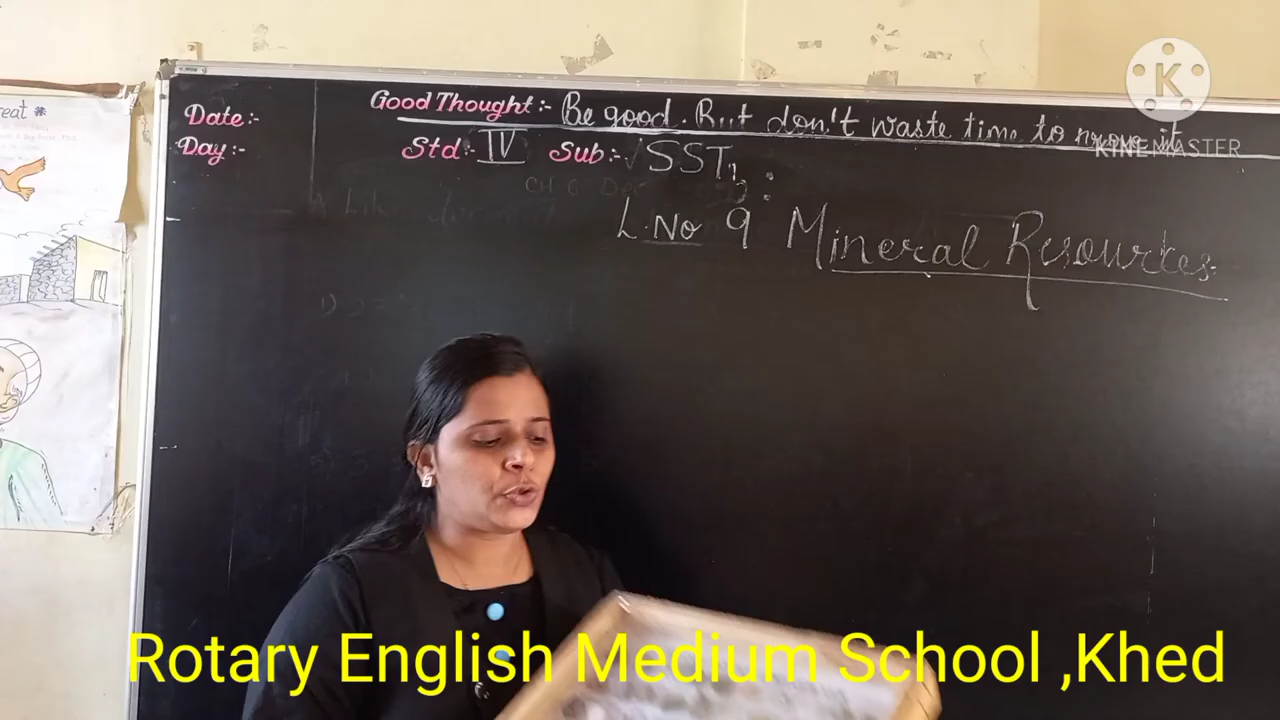 Good Thought:- Be good. But don't waste time to prove it
Date:-
Day:-
Std:- IV Sub:- SST
L.No 9 : Mineral Resources.
eat *
K
KINEMASTER
Rotary English Medium School ,Khed